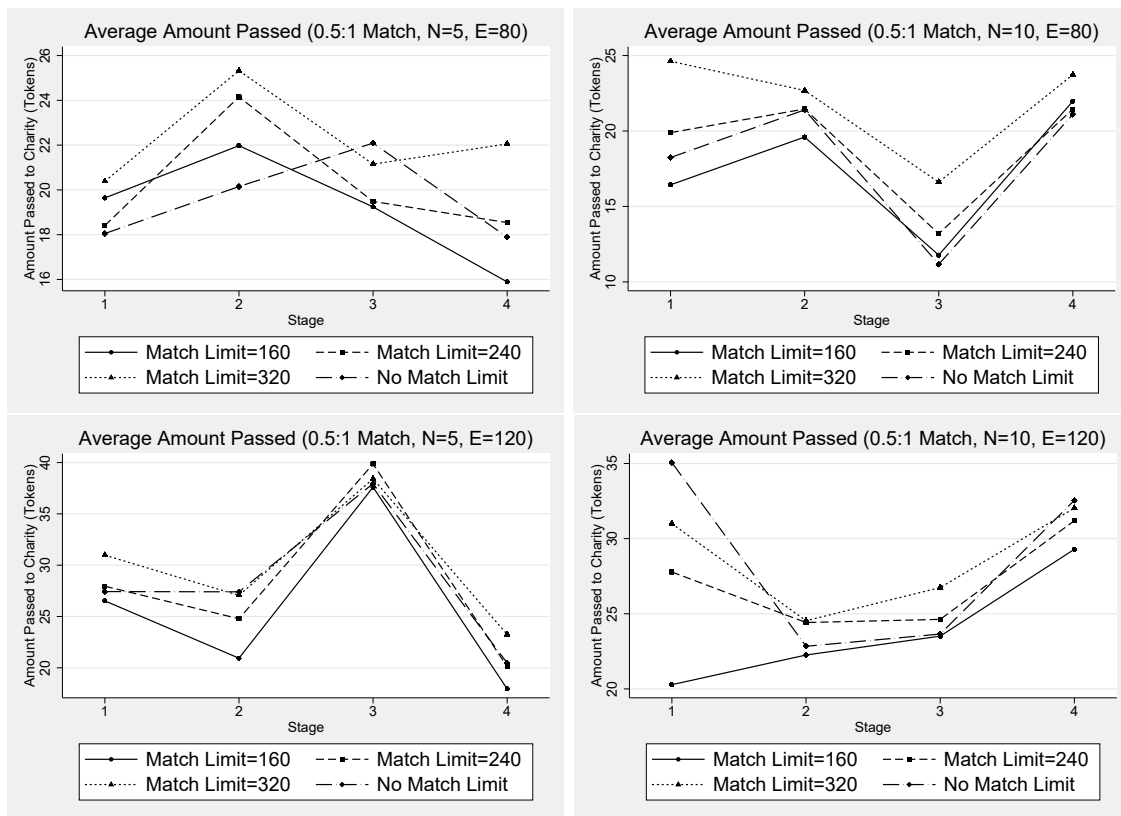 Average Amount Passed (0.5:1 Match, N=5, E=80)
Amount Passed to Charity (Tokens)
26
24
22
20
18
16
1 2 3 4
Stage
Match Limit=160 Match Limit=240
Match Limit=320 No Match Limit
Average Amount Passed (0.5:1 Match, N=10, E=80)
Amount Passed to Charity (Tokens)
25
20
15
10
1 2 3 4
Stage
Match Limit=160 Match Limit=240
Match Limit=320 No Match Limit
Average Amount Passed (0.5:1 Match, N=5, E=120)
Amount Passed to Charity (Tokens)
40
35
30
25
20
1 2 3 4
Stage
Match Limit=160 Match Limit=240
Match Limit=320 No Match Limit
Average Amount Passed (0.5:1 Match, N=10, E=120)
Amount Passed to Charity (Tokens)
35
30
25
20
1 2 3 4
Stage
Match Limit=160 Match Limit=240
Match Limit=320 No Match Limit